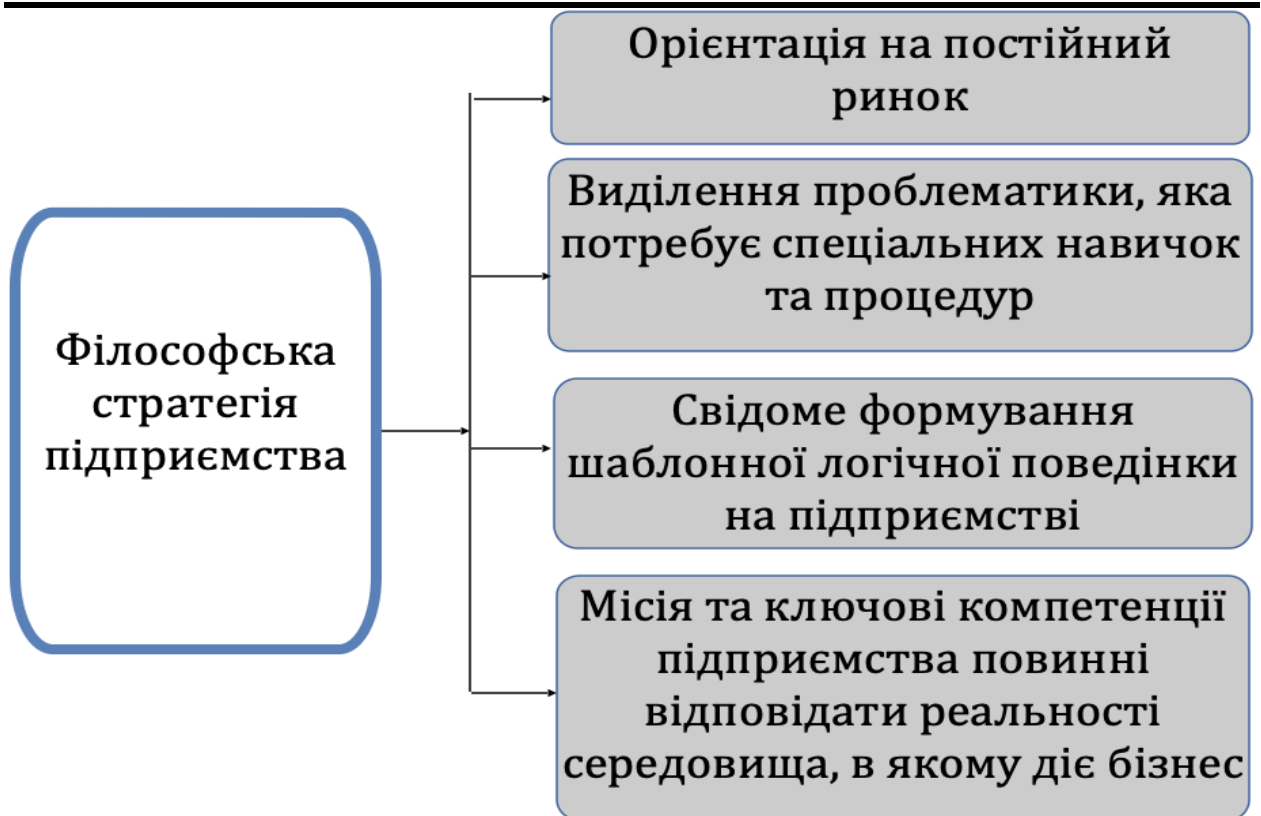 Філософська
стратегія
підприємства
Орієнтація на постійний
ринок
Виділення проблематики, яка
потребує спеціальних навичок
та процедур
Свідоме формування
шаблонної логічної поведінки
на підприємстві
Місія та ключові компетенції
підприємства повинні
відповідати реальності
середовища, в якому діє бізнес